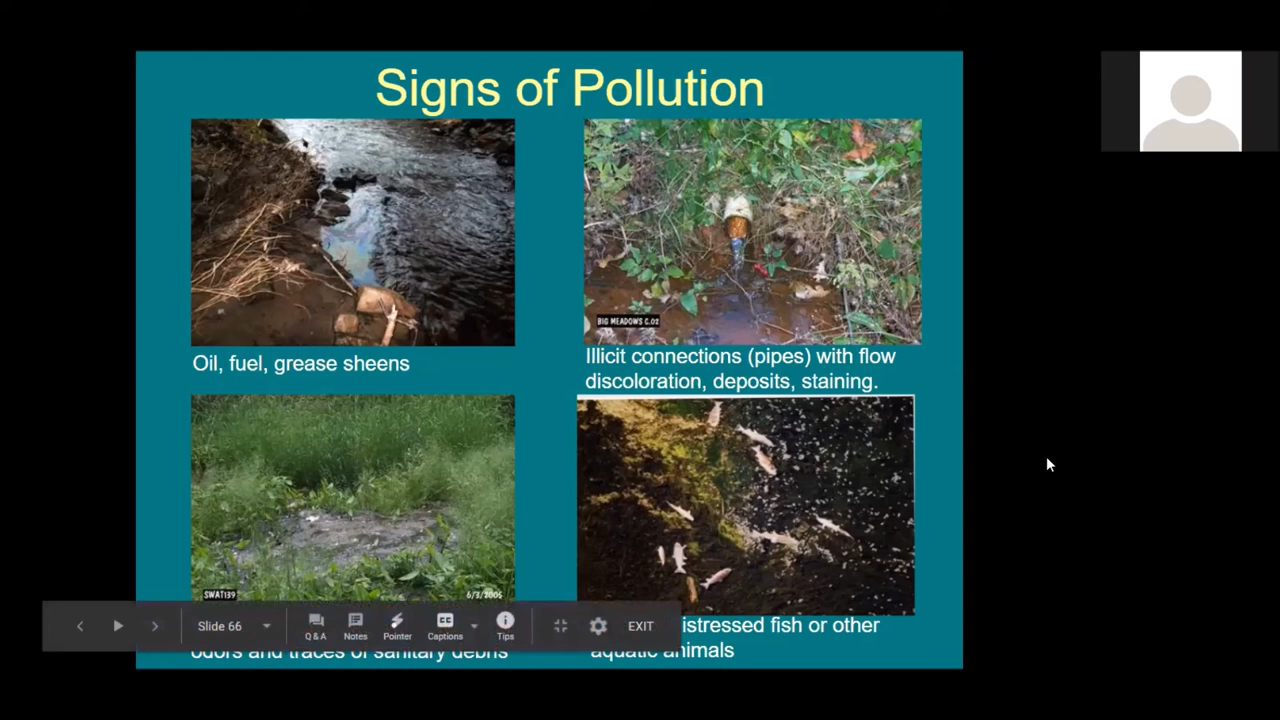 Signs of Pollution
BIG MEADOWS C.02
Oil, fuel, grease sheens
Illicit connections (pipes) with flow
discoloration, deposits, staining.
SWAT139
6/3/2005
istressed fish or other
odors and traces of sanitary debris
aquatic animals
Slide 66
Q & A
Notes
Pointer
CC
Captions
Tips
EXIT